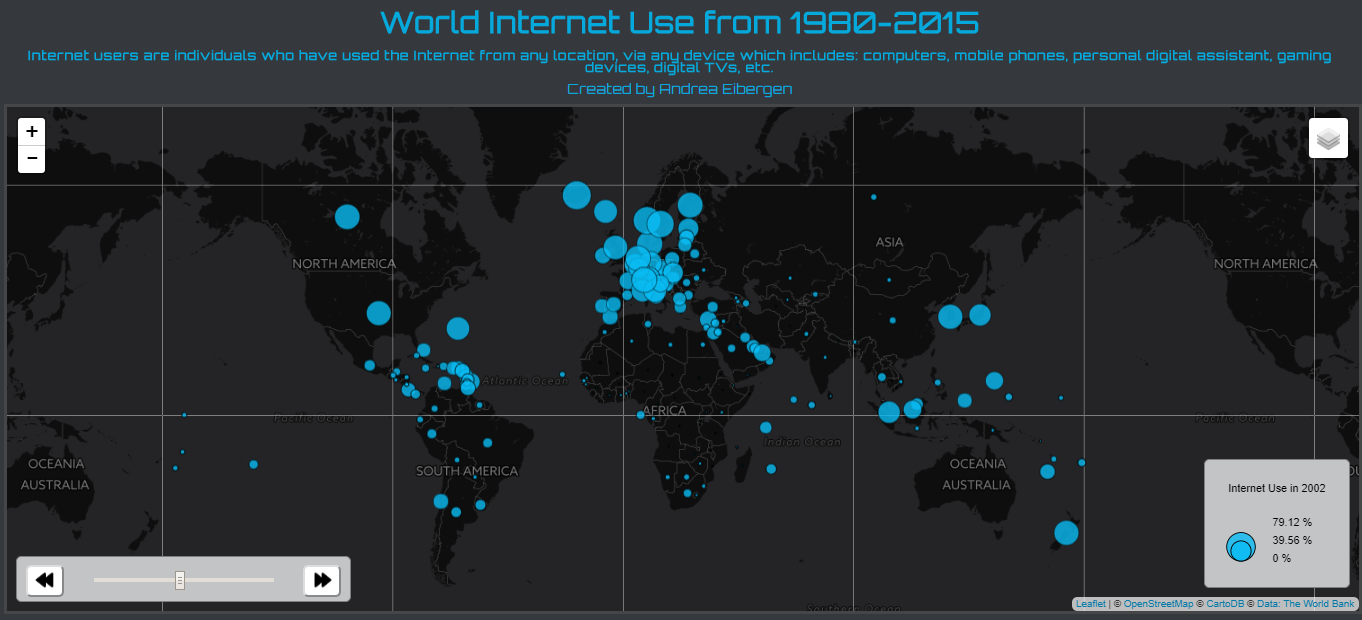 World Internet Use from 1980-2015
Internet users are individuals who have used the Internet from any location, via any device which includes: computers, mobile phones, personal digital assistant, gaming
devices, digital TVs, etc.
Created by Andrea Eibergen
+
−
ASIA
NORTH AMERICA
NORTH AMERICA
Atlantic Ocean
AFRICA
Pacific Ocean
Pacific Ocean
Indian Ocean
OCEANIA
AUSTRALIA
SOUTH AMERICA
OCEANIA
AUSTRALIA
Internet Use in 2002
79.12 %
39.56 %
0 %
Southern Ocean
Leaflet | © OpenStreetMap © CartoDB © Data: The World Bank